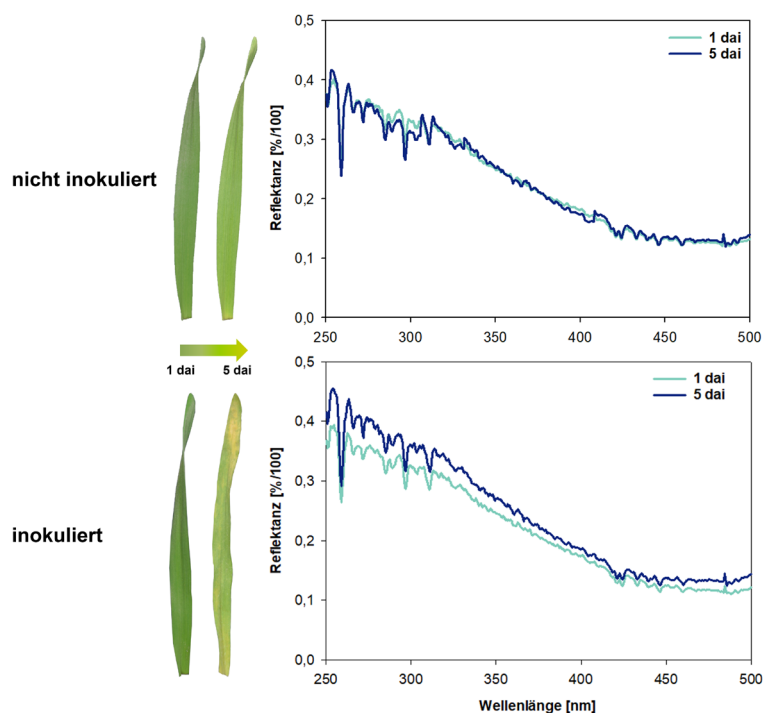 nicht inokuliert
1 dai
5 dai
inokuliert
Reflektanz [%/100]
0,5
0,4
0,3
0,2
0,1
0,0
250
300
350
400
450
500
1 dai
5 dai
Reflektanz [%/100]
0,5
0,4
0,3
0,2
0,1
0,0
250
300
350
400
450
500
Wellenlänge [nm]
1 dai
5 dai